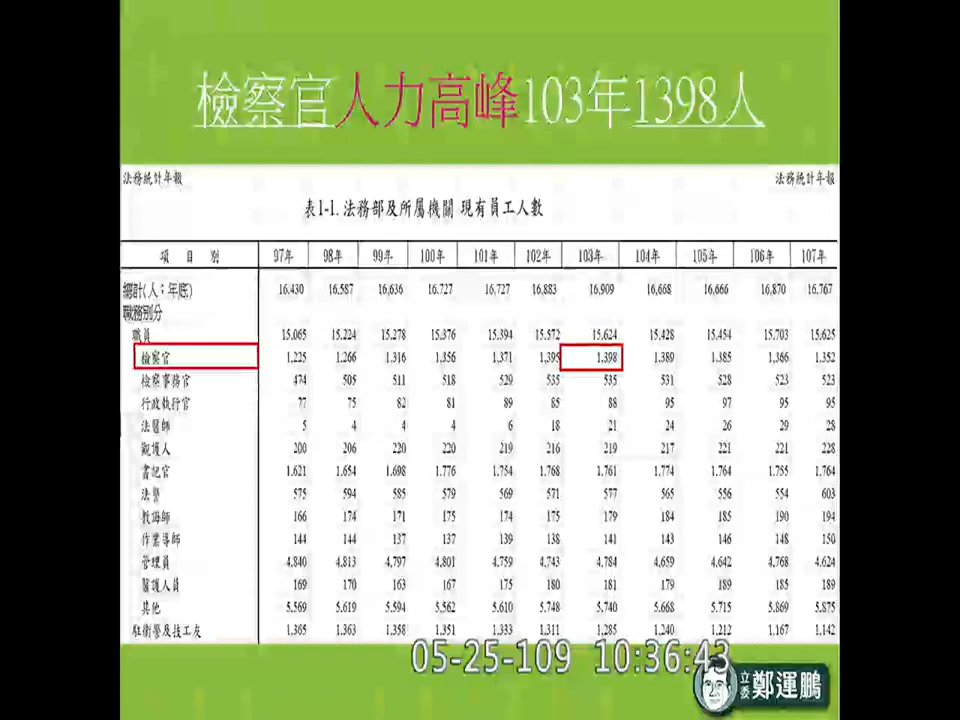 檢察官人力高峰103年1398人
法務統計年報 法務統計年報
表1-1. 法務部及所屬機關 現有員工人數
項 目 別 97年 98年 99年 100年 101年 102年 103年 104年 105年 106年 107年
總計(人；年底) 16,430 16,587 16,636 16,727 16,727 16,883 16,909 16,668 16,666 16,870 16,767
職務別分
職員 15,065 15,224 15,278 15,376 15,394 15,572 15,624 15,428 15,454 15,703 15,625
檢察官 1,225 1,266 1,316 1,356 1,371 1,395 1,398 1,389 1,385 1,366 1,352
檢察事務官 474 505 511 518 529 535 535 531 528 523 523
行政執行官 77 75 82 81 89 85 88 95 97 95 95
法醫師 5 4 4 4 6 18 21 24 26 29 28
觀護人 200 206 220 220 219 216 219 217 221 221 228
書記官 1,621 1,654 1,698 1,776 1,754 1,768 1,761 1,774 1,764 1,755 1,764
法警 575 594 585 579 569 571 577 565 556 554 603
教誨師 166 174 171 175 174 175 179 184 185 190 194
作業導師 144 144 137 137 139 138 141 143 146 148 150
管理員 4,840 4,813 4,797 4,801 4,759 4,743 4,784 4,659 4,642 4,768 4,624
醫護人員 169 170 163 167 175 180 181 179 189 185 189
其他 5,569 5,619 5,594 5,562 5,610 5,748 5,740 5,668 5,715 5,869 5,875
駐衛警及技工友 1,365 1,363 1,358 1,351 1,333 1,311 1,285 1,240 1,212 1,167 1,142
05-25-109 10:36:43
立委 鄭運鵬